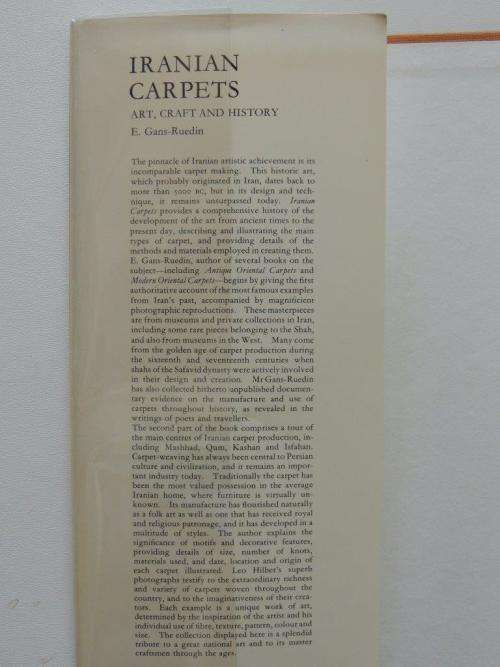 IRANIAN
CARPETS
ART, CRAFT AND HISTORY
E. Gans-Ruedin
The pinnacle of Iranian artistic achievement is its
incomparable carpet making. This historic art,
which probably originated in Iran, dates back to
more than 5000 BC, but in its design and tech-
nique, it remains unsurpassed today. Iranian
Carpets provides a comprehensive history of the
development of the art from ancient times to the
present day, describing and illustrating the main
types of carpet, and providing details of the
methods and materials employed in creating them.
E. Gans-Ruedin, author of several books on the
subject—including Antique Oriental Carpets and
Modern Oriental Carpets—begins by giving the first
authoritative account of the most famous examples
from Iran's past, accompanied by magnificent
photographic reproductions. These masterpieces
are from museums and private collections in Iran,
including some rare pieces belonging to the Shah,
and also from museums in the West. Many come
from the golden age of carpet production during
the sixteenth and seventeenth centuries when
shahs of the Safavid dynasty were actively involved
in their design and creation. Mr Gans-Ruedin
has also collected hitherto unpublished documen-
tary evidence on the manufacture and use of
carpets throughout history, as revealed in the
writings of poets and travellers.
The second part of the book comprises a tour of
the main centres of Iranian carpet production, in-
cluding Mashhad, Qum, Kashan and Isfahan.
Carpet-weaving has always been central to Persian
culture and civilization, and it remains an impor-
tant industry today. Traditionally the carpet has
been the most valued possession in the average
Iranian home, where furniture is virtually un-
known. Its manufacture has flourished naturally
as a folk art as well as one that has received royal
and religious patronage, and it has developed in a
multitude of styles. The author explains the
significance of motifs and decorative features,
providing details of size, number of knots,
materials used, and date, location and origin of
each carpet illustrated. Leo Hilber's superb
photographs testify to the extraordinary richness
and variety of carpets woven throughout the
country, and to the imaginativeness of their crea-
tors. Each example is a unique work of art,
determined by the inspiration of the artist and his
individual use of fibre, texture, pattern, colour and
size. The collection displayed here is a splendid
tribute to a great national art and to its master
craftsmen through the ages.